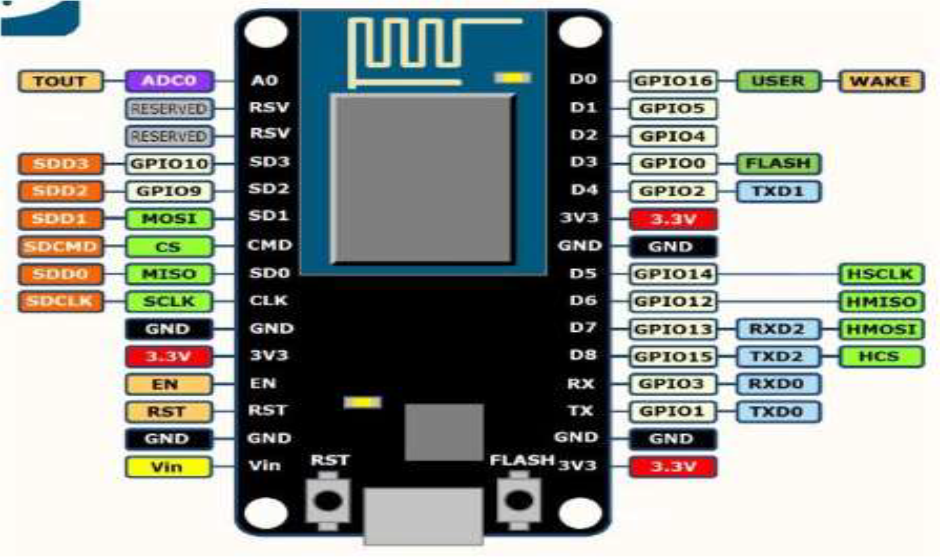 TOUT ADC0 A0 D0 GPIO16 USER WAKE
RESERVED RSV D1 GPIO5
RESERVED RSV D2 GPIO4
SDD3 GPIO10 SD3 D3 GPIO0 FLASH
SDD2 GPIO9 SD2 D4 GPIO2 TXD1
SDD1 MOSI SD1 3V3 3.3V
SDCMD CS CMD GND GND
SDD0 MISO SD0 D5 GPIO14 HSCLK
SDCLK SCLK CLK D6 GPIO12 HMISO
GND GND D7 GPIO13 RXD2 HMOSI
3.3V 3V3 D8 GPIO15 TXD2 HCS
EN EN RX GPIO3 RXD0
RST RST TX GPIO1 TXD0
GND GND GND GND
Vin Vin RST FLASH 3V3 3.3V